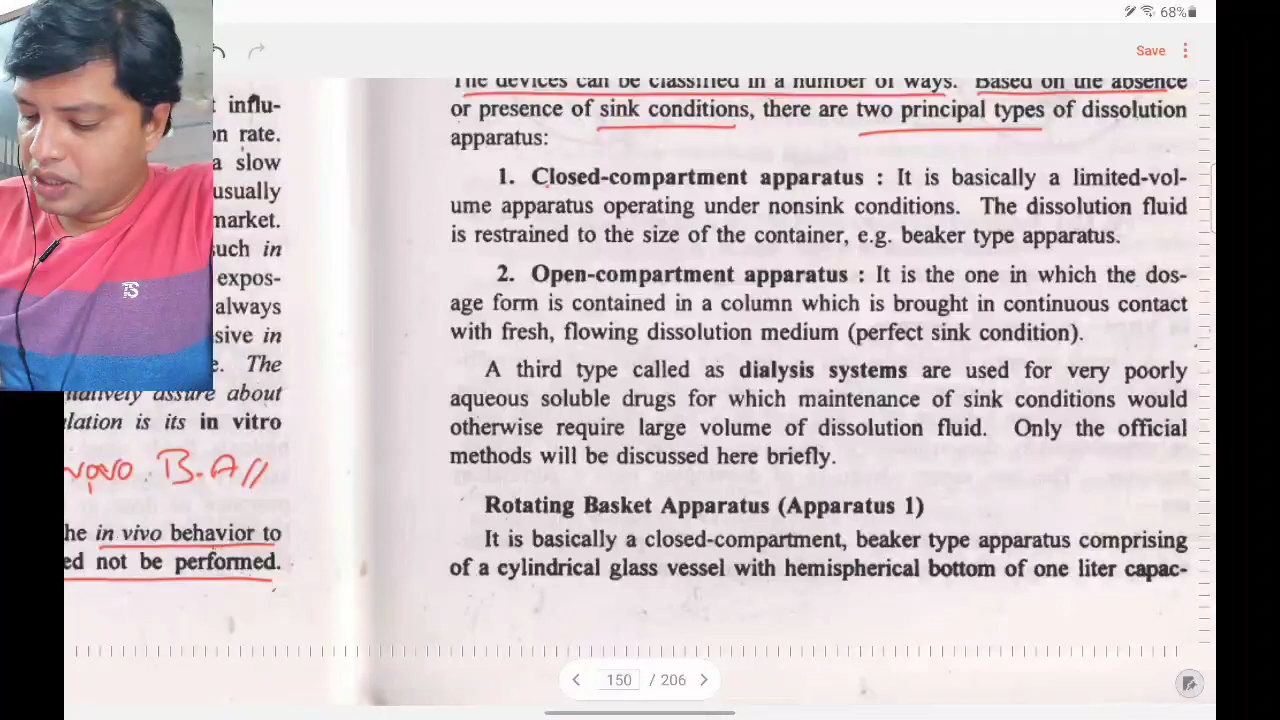 68%
Save
t influ-
on rate.
a slow
usually
market.
such in
expos-
always
sive in
e. The
itatively assure about
ulation is its in vitro
B.A
he in vivo behavior to
ed not be performed.
The devices can be classified in a number of ways. Based on the absence
or presence of sink conditions, there are two principal types of dissolution
apparatus:
1. Closed-compartment apparatus : It is basically a limited-vol-
ume apparatus operating under nonsink conditions. The dissolution fluid
is restrained to the size of the container, e.g. beaker type apparatus.
2. Open-compartment apparatus : It is the one in which the dos-
age form is contained in a column which is brought in continuous contact
with fresh, flowing dissolution medium (perfect sink condition).
A third type called as dialysis systems are used for very poorly
aqueous soluble drugs for which maintenance of sink conditions would
otherwise require large volume of dissolution fluid. Only the official
methods will be discussed here briefly.
Rotating Basket Apparatus (Apparatus 1)
It is basically a closed-compartment, beaker type apparatus comprising
of a cylindrical glass vessel with hemispherical bottom of one liter capac-
150 / 206